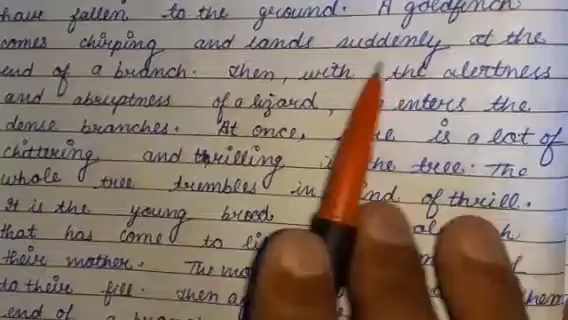 have fallen to the ground. A goldfinch
comes chirping and lands suddenly at the
end of a branch. Then, with the alertness
and abruptness of a lizard, enters the
dense branches. At once, is a lot of
chittering and thrilling the tree. The
whole tree trembles in of thrill.
It is the young brood
that has come to
their mother. The
to their fill. Then them
end of a